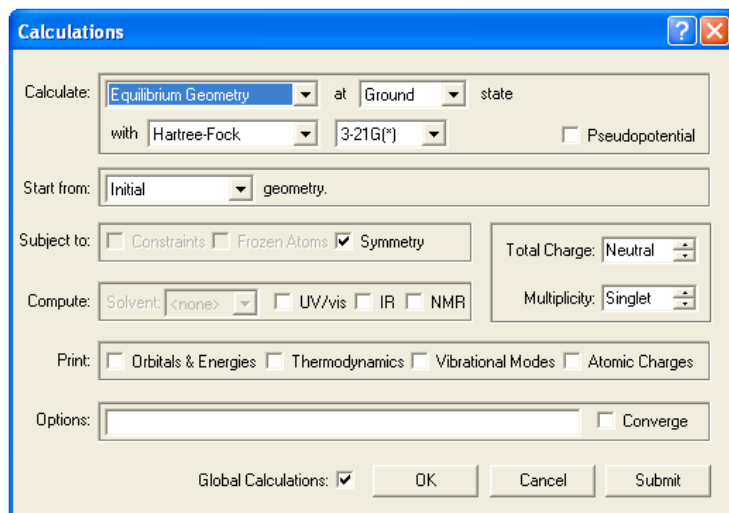 Calculations
Calculate: Equilibrium Geometry at Ground state
with Hartree-Fock 3-21G(*) Pseudopotential
Start from: Initial geometry.
Subject to: Constraints Frozen Atoms Symmetry
Total Charge: Neutral
Compute: Solvent: <none> UV/vis IR NMR
Multiplicity: Singlet
Print: Orbitals & Energies Thermodynamics Vibrational Modes Atomic Charges
Options: Converge
Global Calculations: OK Cancel Submit